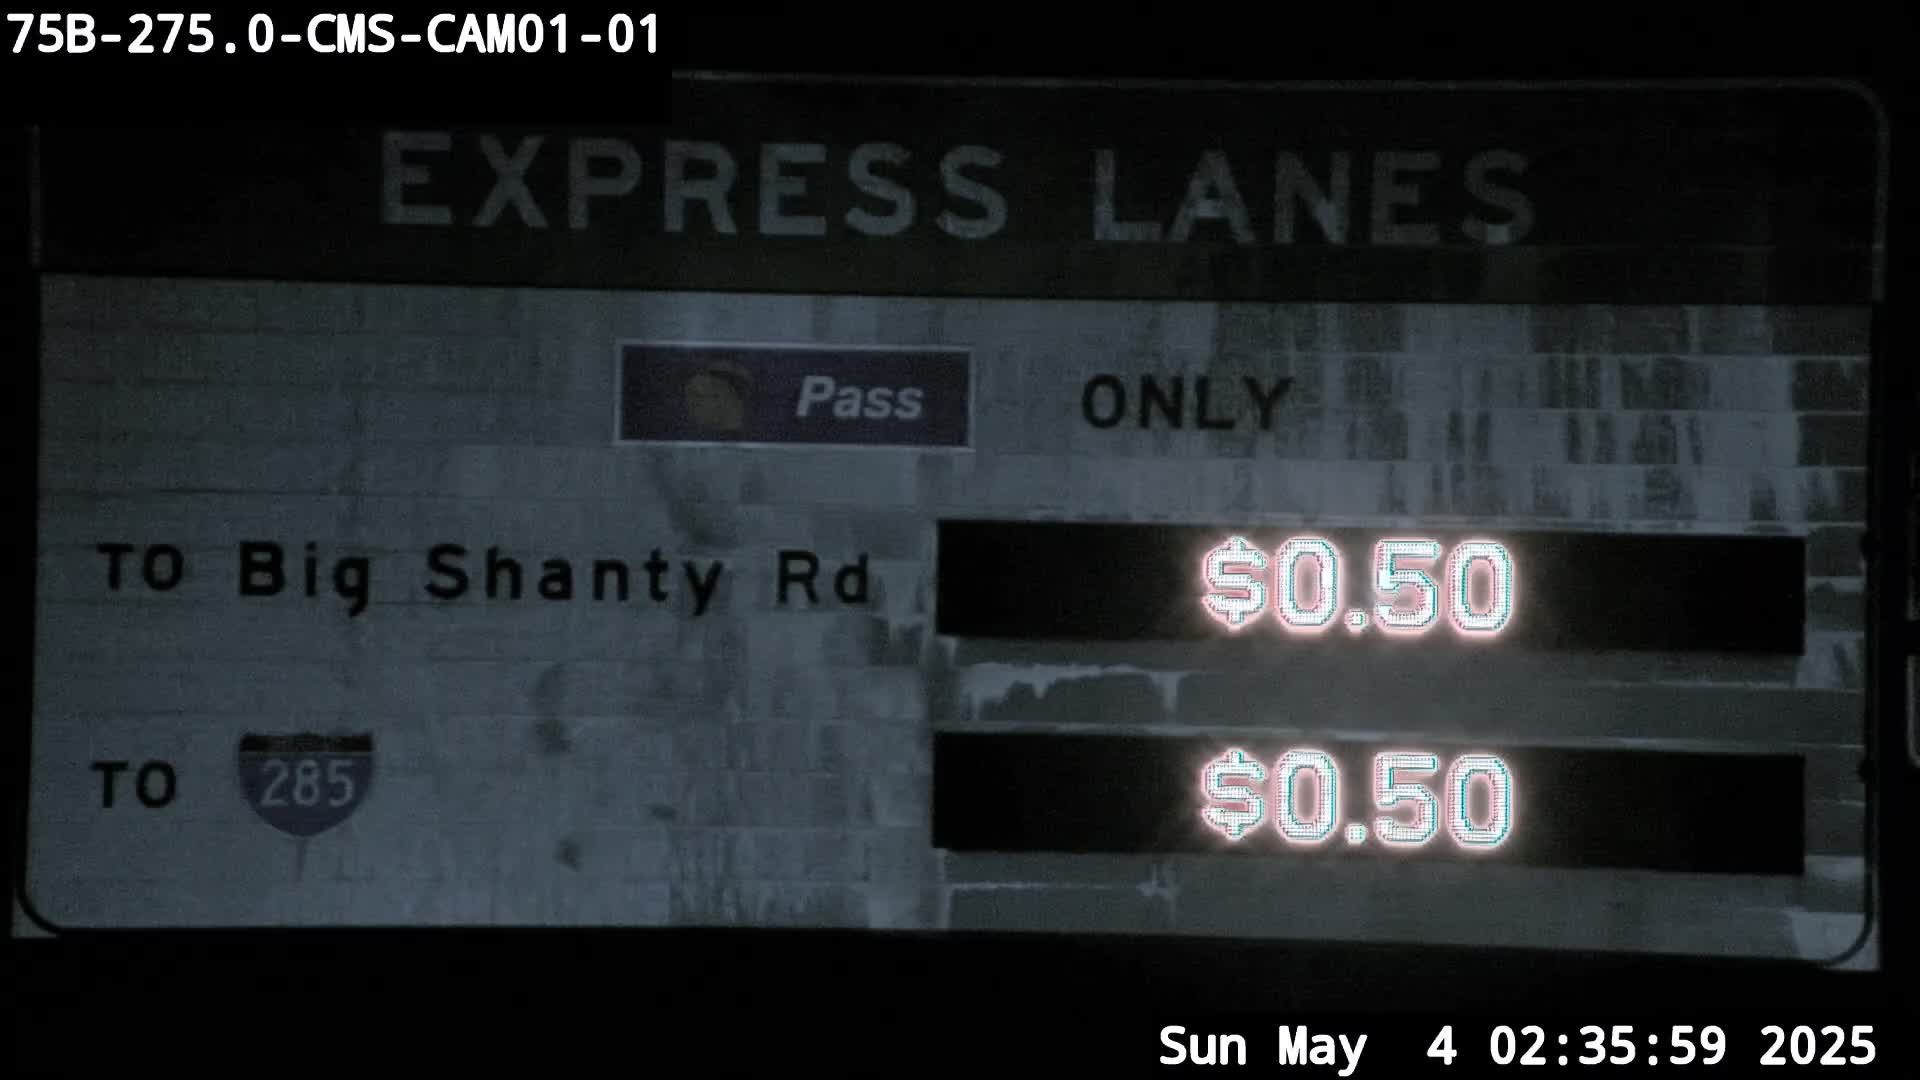 75B-275.0-CMS-CAM01-01
EXPRESS LANES
Pass ONLY
TO Big Shanty Rd $0.50
TO 285 $0.50
Sun May 4 02:35:59 2025